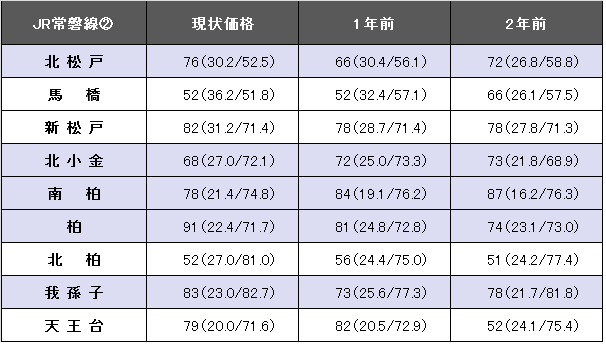 JR常磐線② 現状価格 1年前 2年前
北松戸 76(30.2/52.5) 66(30.4/56.1) 72(26.8/58.8)
馬橋 52(36.2/51.8) 52(32.4/57.1) 66(26.1/57.5)
新松戸 82(31.2/71.4) 78(28.7/71.4) 78(27.8/71.3)
北小金 68(27.0/72.1) 72(25.0/73.3) 73(21.8/68.9)
南柏 78(21.4/74.8) 84(19.1/76.2) 87(16.2/76.3)
柏 91(22.4/71.7) 81(24.8/72.8) 74(23.1/73.0)
北柏 52(27.0/81.0) 56(24.4/75.0) 51(24.2/77.4)
我孫子 83(23.0/82.7) 73(25.6/77.3) 78(21.7/81.8)
天王台 79(20.0/71.6) 82(20.5/72.9) 52(24.1/75.4)